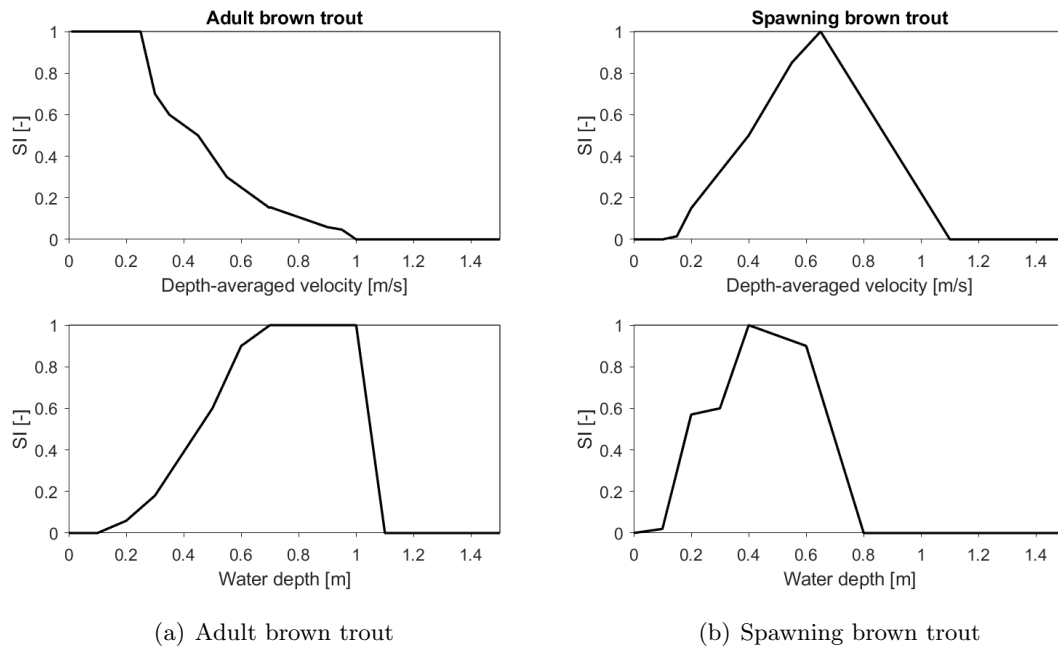 Adult brown trout
1
0.8
0.6
0.4
0.2
0
SI [-]
0 0.2 0.4 0.6 0.8 1 1.2 1.4
Depth-averaged velocity [m/s]
Spawning brown trout
1
0.8
0.6
0.4
0.2
0
SI [-]
0 0.2 0.4 0.6 0.8 1 1.2 1.4
Depth-averaged velocity [m/s]
1
0.8
0.6
0.4
0.2
0
SI [-]
0 0.2 0.4 0.6 0.8 1 1.2 1.4
Water depth [m]
1
0.8
0.6
0.4
0.2
0
SI [-]
0 0.2 0.4 0.6 0.8 1 1.2 1.4
Water depth [m]
(a) Adult brown trout
(b) Spawning brown trout